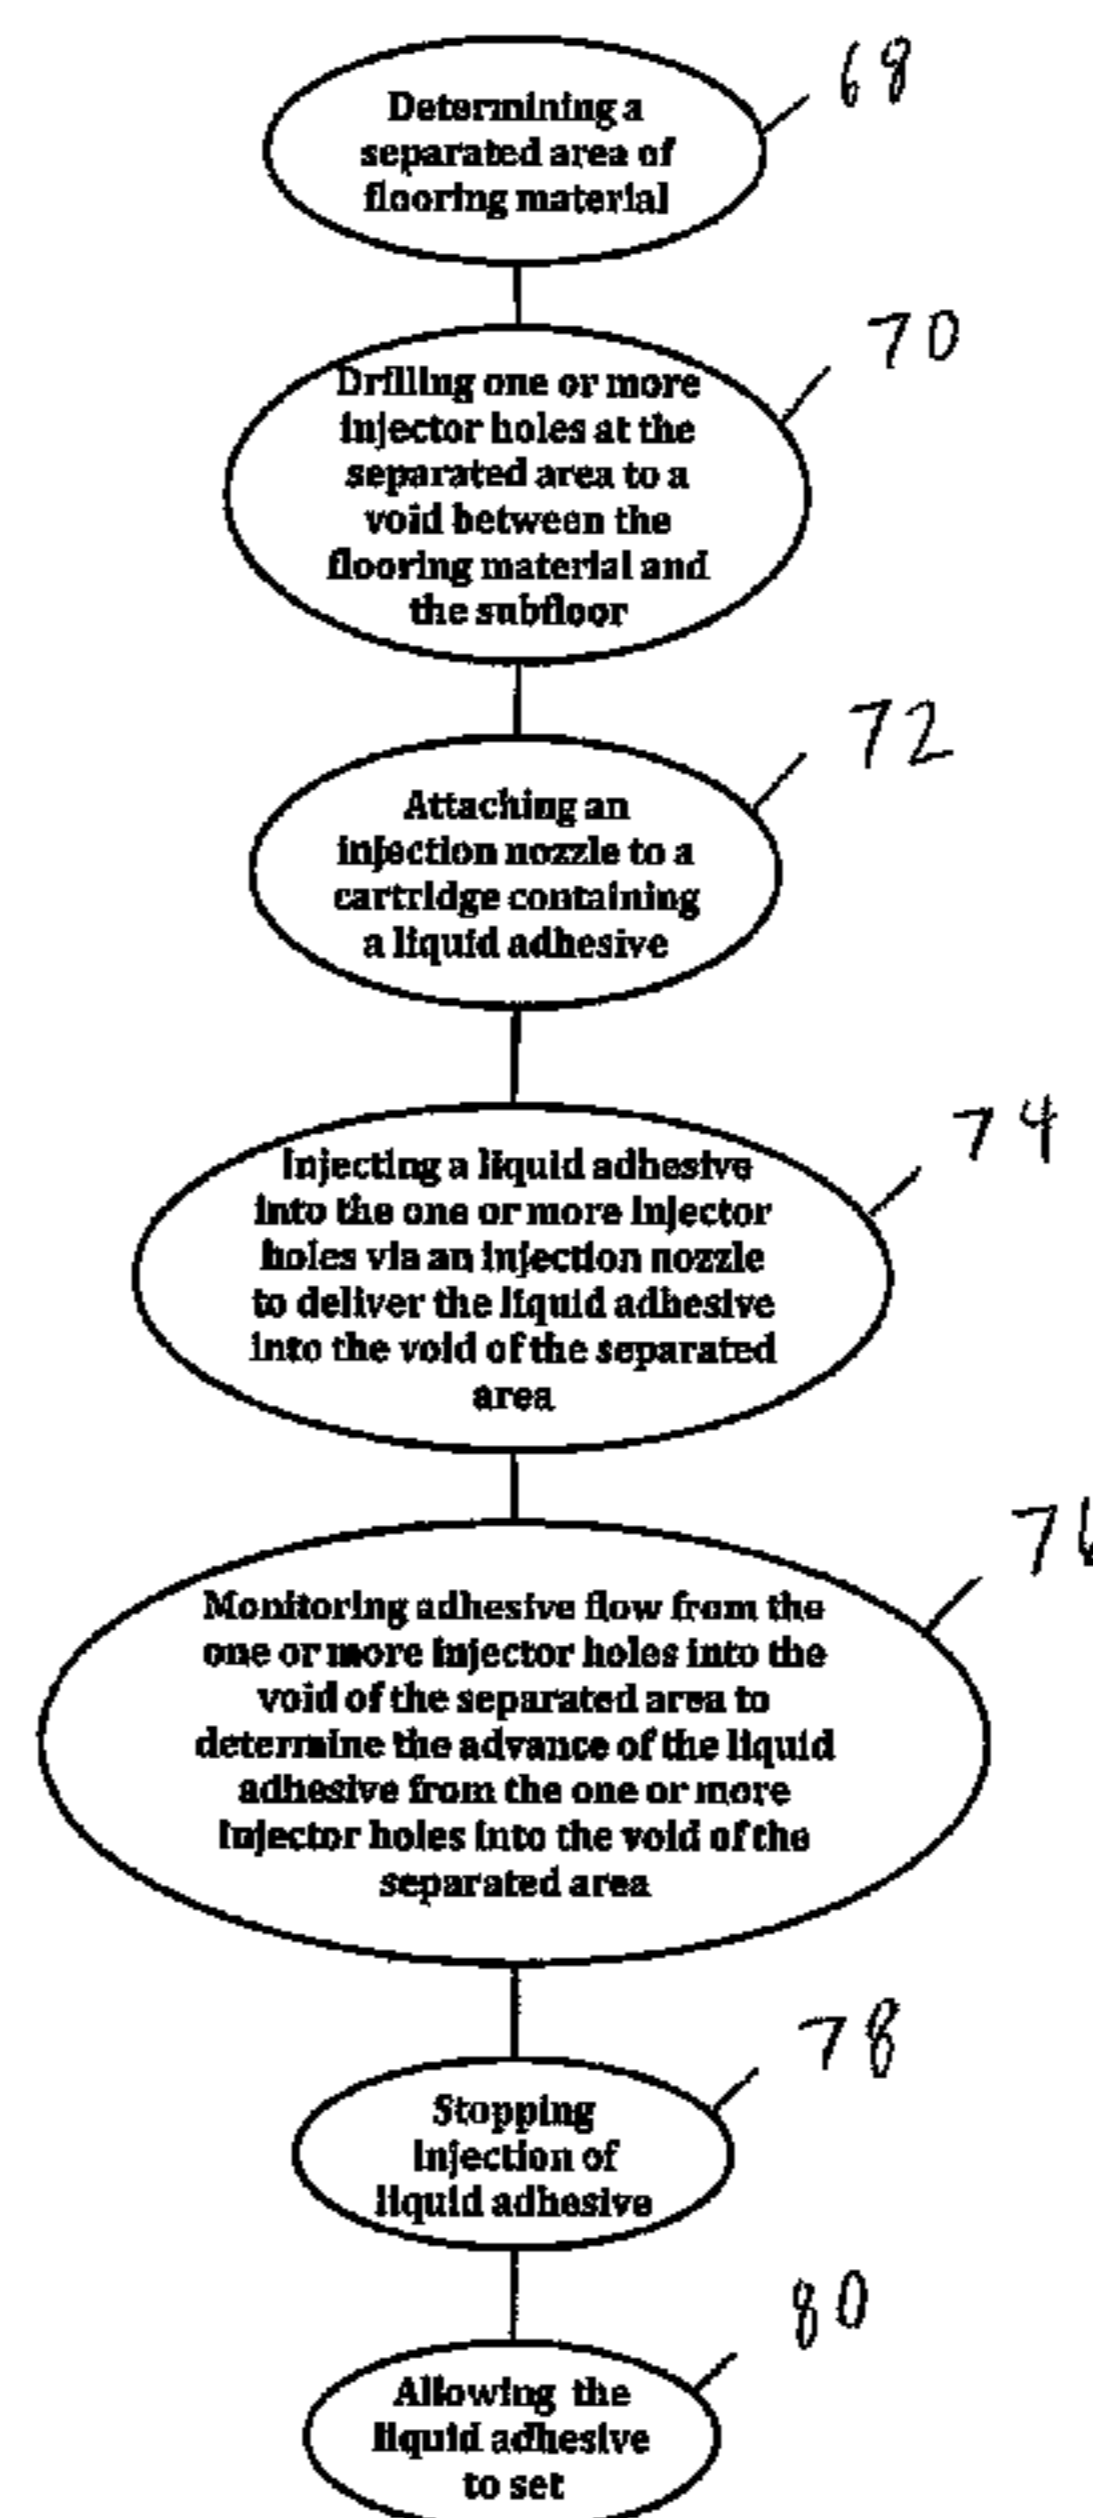 68
Determining a
separated area of
flooring material
70
Drilling one or more
injector holes at the
separated area to a
void between the
flooring material and
the subfloor
72
Attaching an
injection nozzle to a
cartridge containing
a liquid adhesive
74
Injecting a liquid adhesive
into the one or more injector
holes via an injection nozzle
to deliver the liquid adhesive
into the void of the separated
area
76
Monitoring adhesive flow from the
one or more injector holes into the
void of the separated area to
determine the advance of the liquid
adhesive from the one or more
injector holes into the void of the
separated area
78
Stopping
injection of
liquid adhesive
80
Allowing the
liquid adhesive
to set